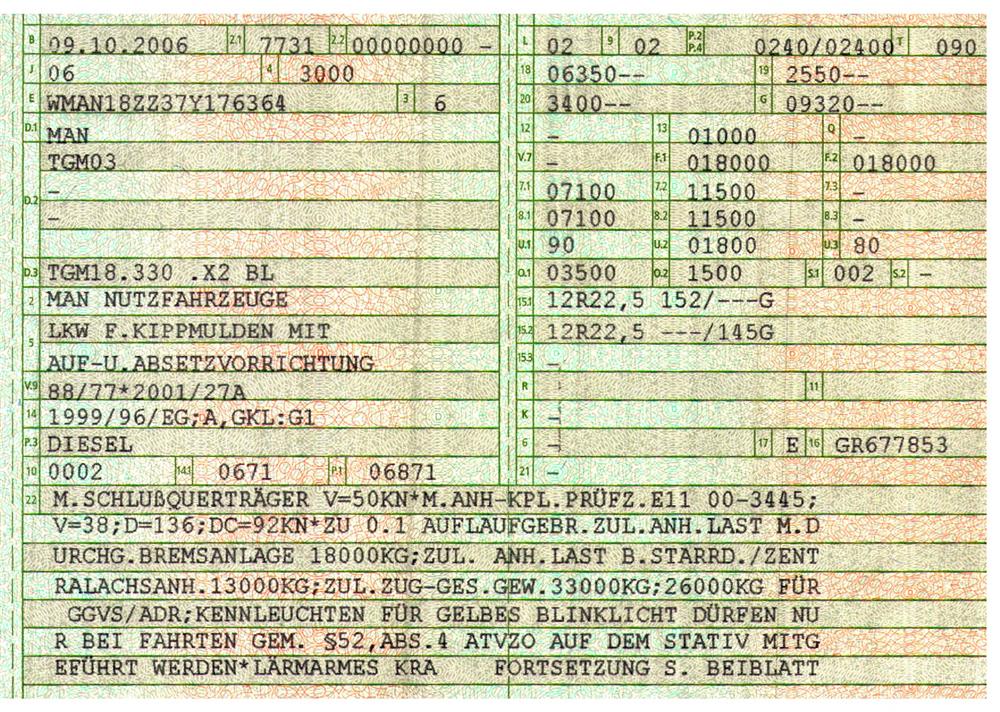 B 09.10.2006 2.1 7731 2.2 00000000 -
J 06 4 3000
E WMAN18ZZ37Y176364 3 6
D.1 MAN
TGM03
D.2 -
-
D.3 TGM18.330 .X2 BL
2 MAN NUTZFAHRZEUGE
5 LKW F.KIPPMULDEN MIT
AUF-U.ABSETZVORRICHTUNG
V.9 88/77*2001/27A
14 1999/96/EG;A,GKL:G1
P.3 DIESEL
10 0002 14.1 0671 P.1 06871
L 02 9 02 P.2 P.4 0240/02400 T 090
18 06350-- 19 2550--
20 3400-- G 09320--
12 - 13 01000 Q -
V.7 - F.1 018000 F.2 018000
7.1 07100 7.2 11500 7.3 -
8.1 07100 8.2 11500 8.3 -
U.1 90 U.2 01800 U.3 80
O.1 03500 O.2 1500 S.1 002 S.2 -
15.1 12R22,5 152/---G
15.2 12R22,5 ---/145G
15.3 -
R 11
K -
6 - 17 E 16 GR677853
21 -
22 M.SCHLUßQUERTRÄGER V=50KN*M.ANH-KPL.PRÜFZ.E11 00-3445;
V=38;D=136;DC=92KN*ZU 0.1 AUFLAUFGEBR.ZUL.ANH.LAST M.D
URCHG.BREMSANLAGE 18000KG;ZUL. ANH.LAST B.STARRD./ZENT
RALACHSANH.13000KG;ZUL.ZUG-GES.GEW.33000KG;26000KG FÜR
GGVS/ADR;KENNLEUCHTEN FÜR GELBES BLINKLICHT DÜRFEN NU
R BEI FAHRTEN GEM. §52,ABS.4 ATVZO AUF DEM STATIV MITG
EFÜHRT WERDEN*LÄRMARMES KRA FORTSETZUNG S. BEIBLATT